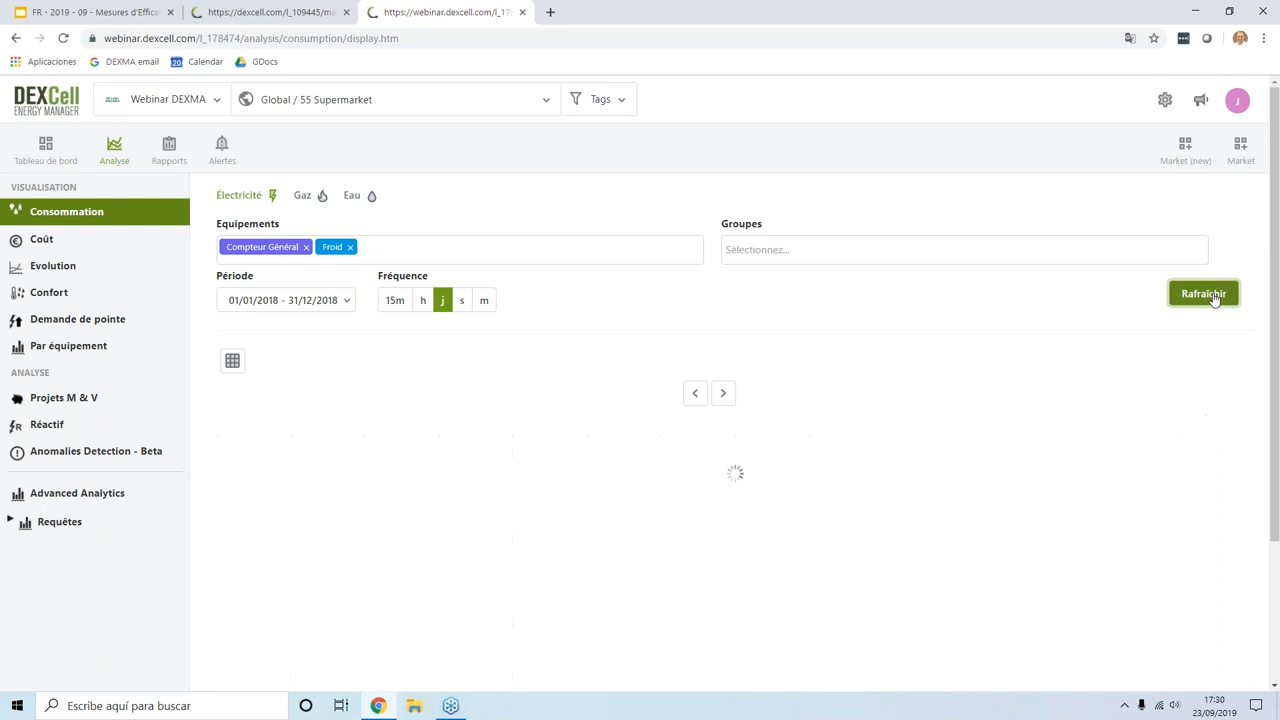 FR - 2019 - 09 - Mesures d'Effica
https://dexcell.com/l_109445/ma
https://webinar.dexcell.com/l_17
webinar.dexcell.com/l_178474/analysis/consumption/display.htm
Aplicaciones
DEXMA email
Calendar
GDocs
DEXCell
ENERGY MANAGER
Webinar DEXMA
Global / 55 Supermarket
Tags
J
Tableau de bord
Analyse
Rapports
Alertes
Market (new)
Market
VISUALISATION
Consommation
Coût
Evolution
Confort
Demande de pointe
Par équipement
ANALYSE
Projets M & V
Réactif
Anomalies Detection - Beta
Advanced Analytics
Requêtes
Électricité
Gaz
Eau
Equipements
Groupes
Compteur Général ×
Froid ×
Sélectionnez...
Période
Fréquence
01/01/2018 - 31/12/2018
15m
h
j
s
m
Rafraîchir
Escribe aquí para buscar
17:30
23/09/2019